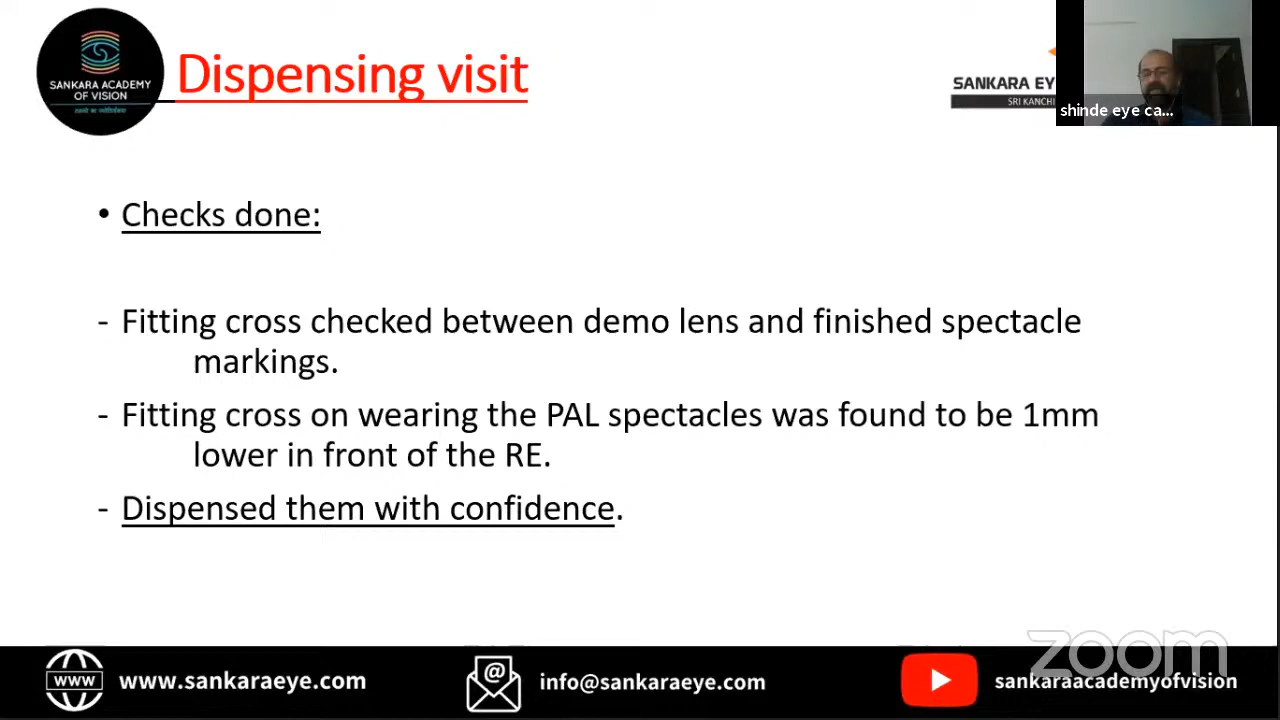 SANKARA ACADEMY
OF VISION
Dispensing visit
SANKARA EY
SRI KANCHI
shinde eye ca...
• Checks done:
- Fitting cross checked between demo lens and finished spectacle
markings.
- Fitting cross on wearing the PAL spectacles was found to be 1mm
lower in front of the RE.
- Dispensed them with confidence.
zoom
www
www.sankaraeye.com
@
info@sankaraeye.com
sankaraacademyofvision